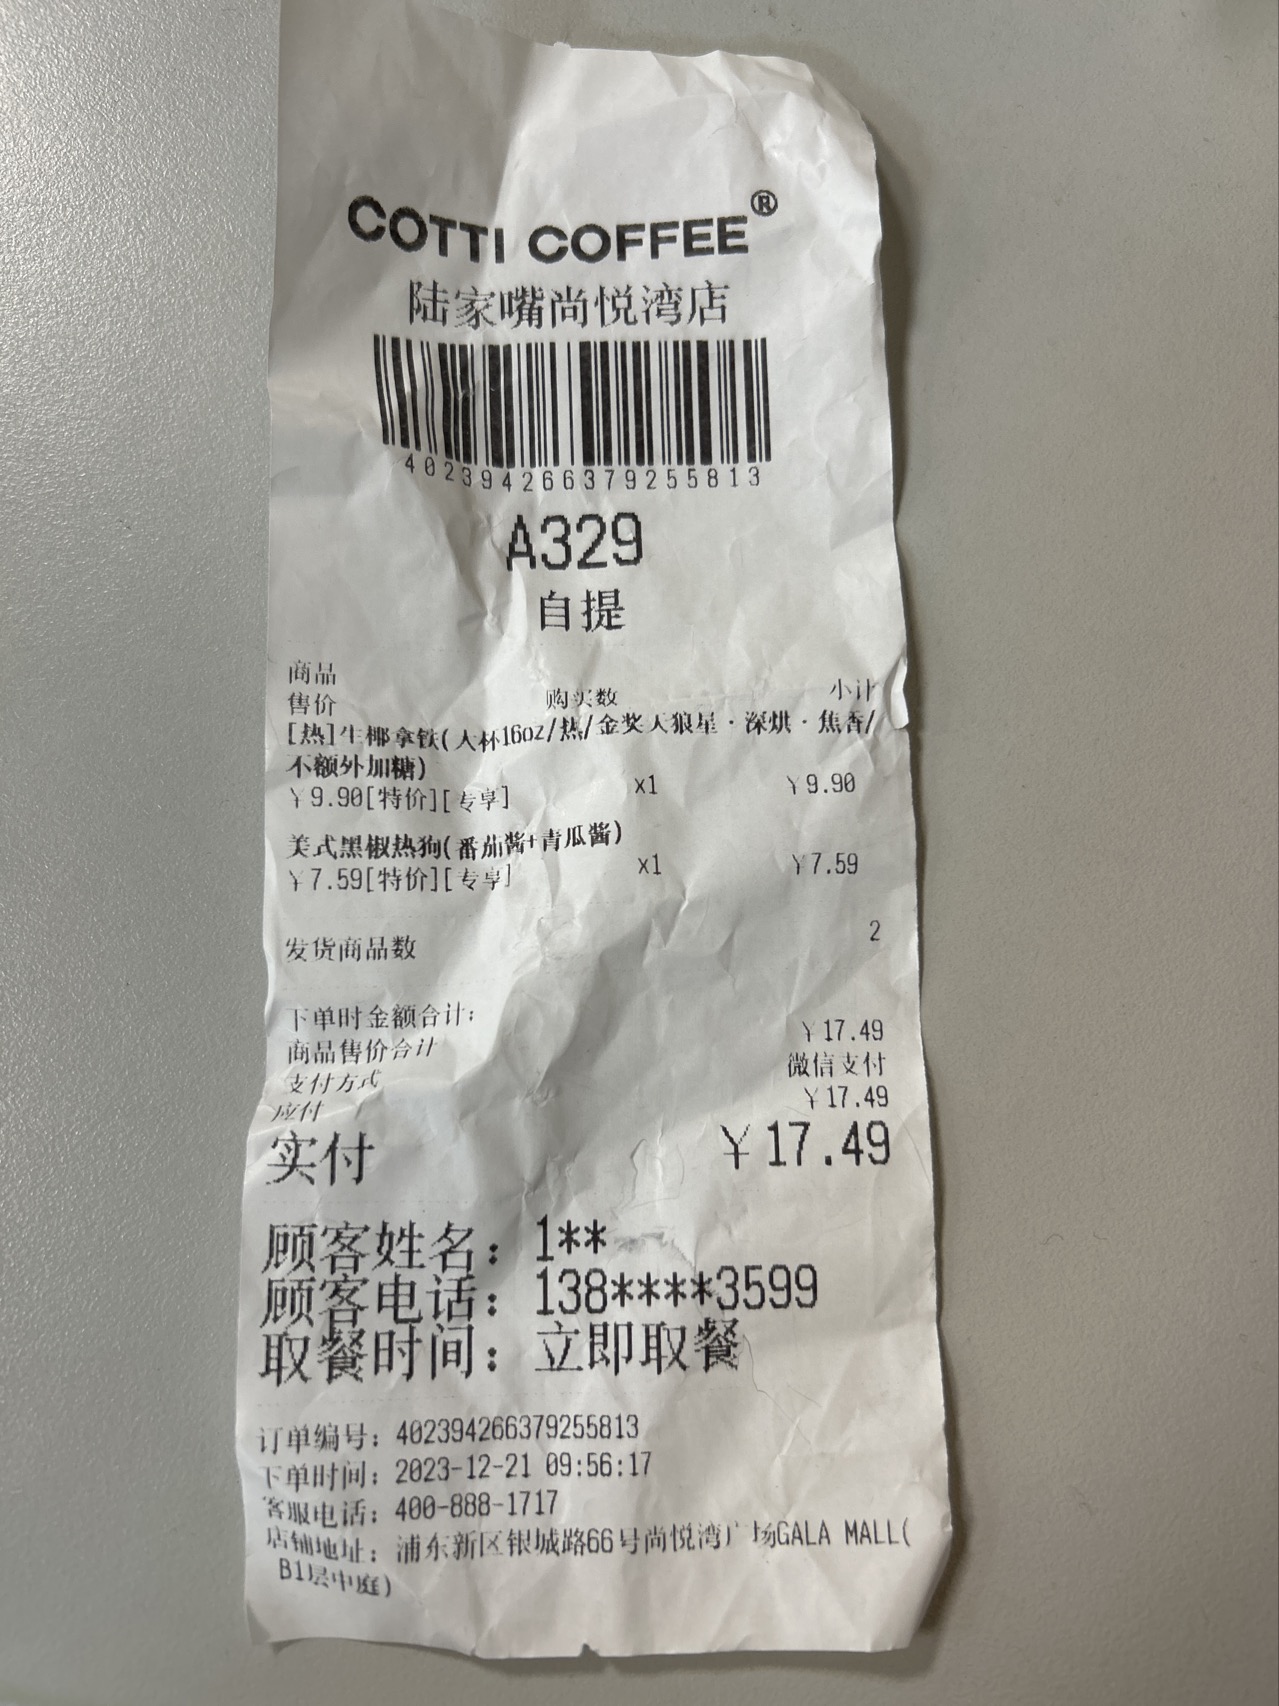 COTTI COFFEE®
陆家嘴尚悦湾店
402394266379255813
A329
自提
商品
售价 购买数 小计
[热]生椰拿铁(大杯16oz/热/金奖天狼星·深烘·焦香/
不额外加糖)
￥9.90[特价][专享] x1 ￥9.90
美式黑椒热狗(番茄酱+青瓜酱)
￥7.59[特价][专享] x1 ￥7.59
发货商品数 2
下单时金额合计:
商品售价合计 ￥17.49
支付方式 微信支付
应付 ￥17.49
实付 ￥17.49
顾客姓名: 1**
顾客电话: 138****3599
取餐时间: 立即取餐
订单编号: 402394266379255813
下单时间: 2023-12-21 09:56:17
客服电话: 400-888-1717
店铺地址: 浦东新区银城路66号尚悦湾广场GALA MALL(
B1层中庭)